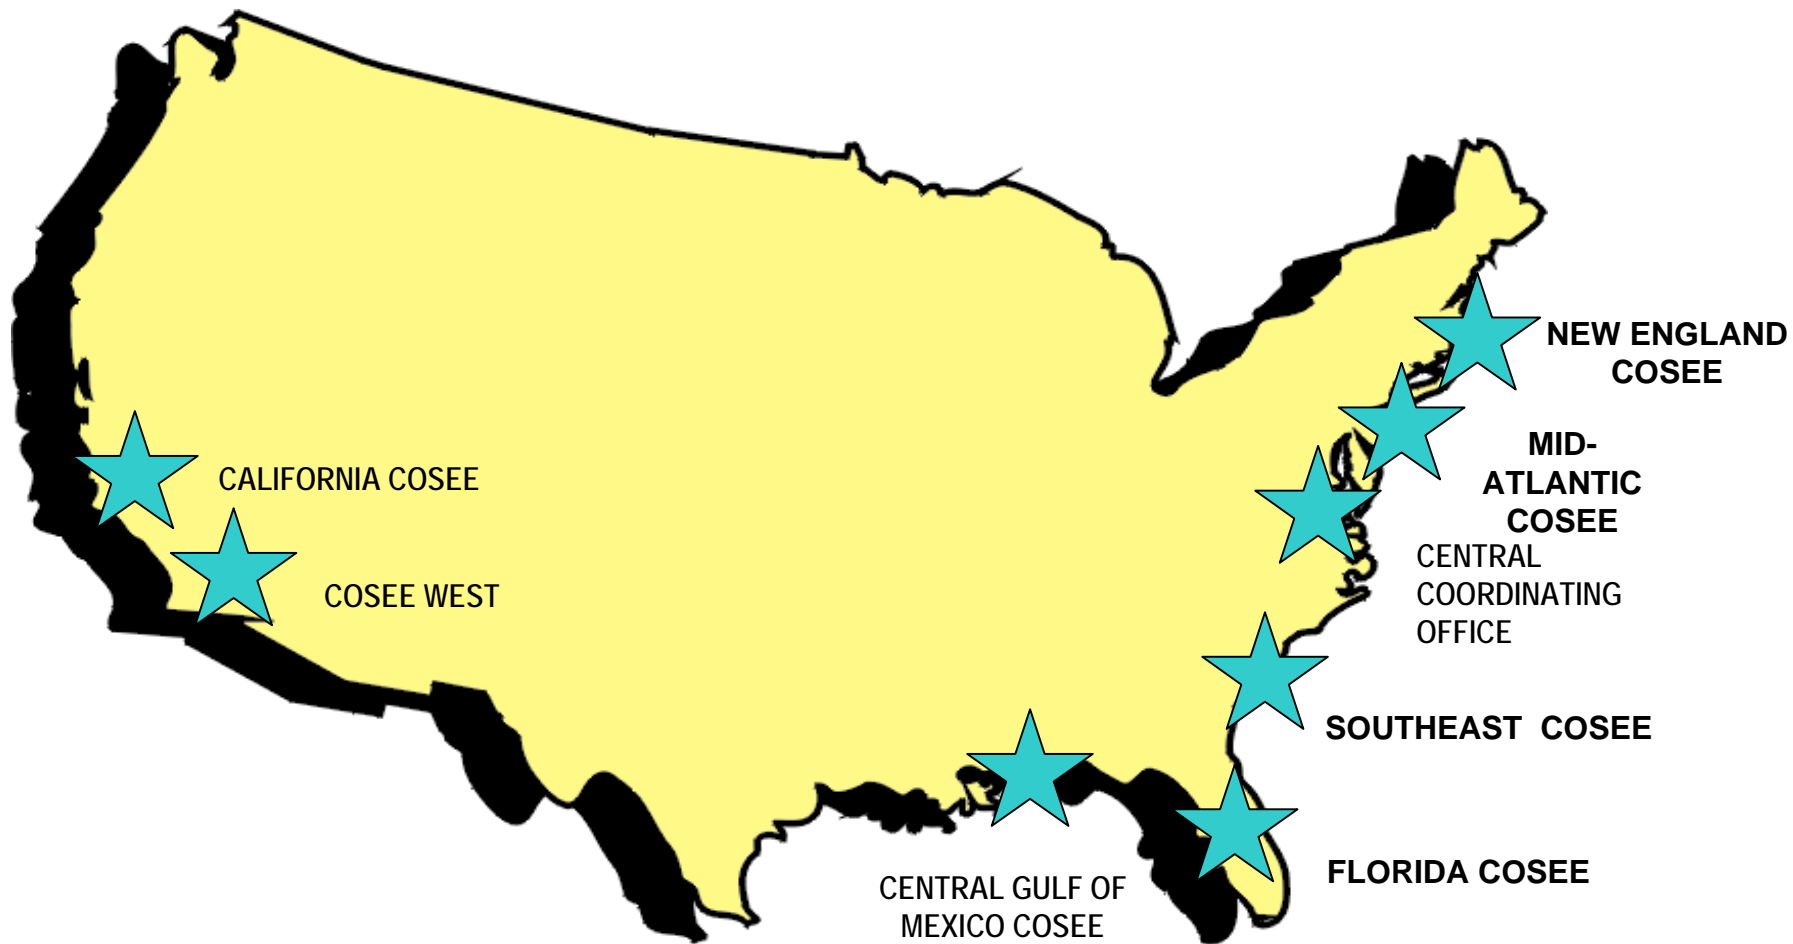 NEW ENGLAND
COSEE
MID-
ATLANTIC
COSEE
CALIFORNIA COSEE
CENTRAL
COORDINATING
OFFICE
COSEE WEST
SOUTHEAST COSEE
FLORIDA COSEE
CENTRAL GULF OF
MEXICO COSEE